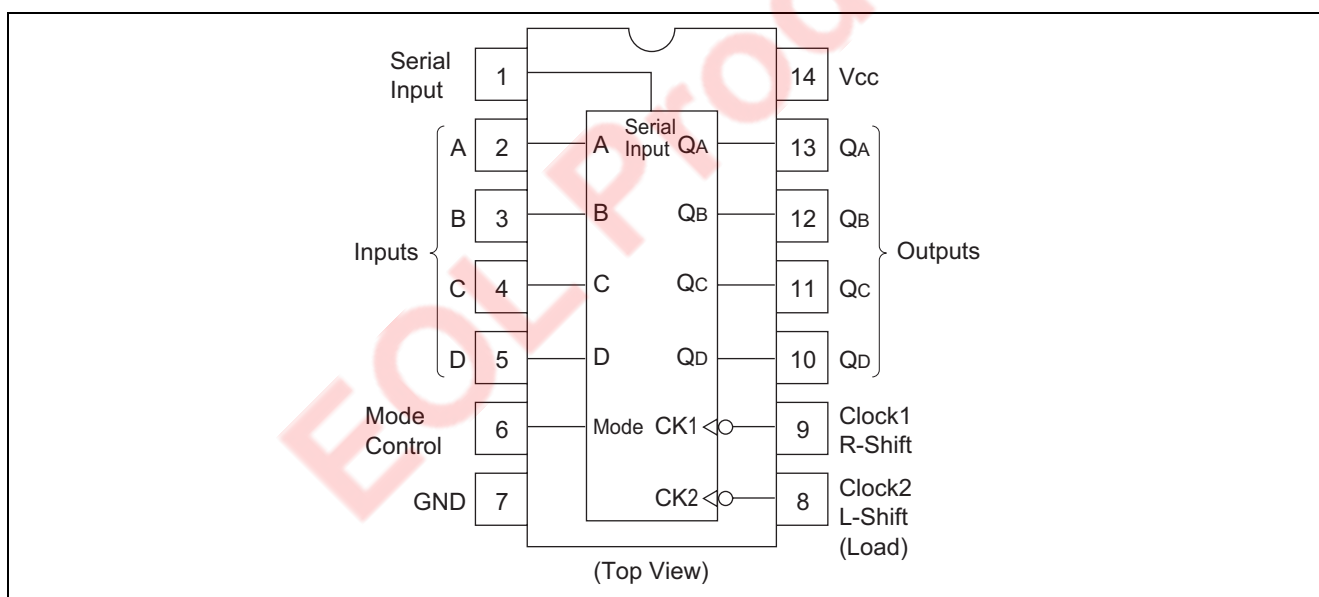 Serial
Input
1
14
Vcc
Serial
Input
A
2
A
QA
13
QA
B
3
B
QB
12
QB
Inputs
Outputs
C
4
C
QC
11
QC
D
5
D
QD
10
QD
Mode
Control
6
Mode
CK1
9
Clock1
R-Shift
GND
7
CK2
8
Clock2
L-Shift
(Load)
(Top View)
EOL Prod